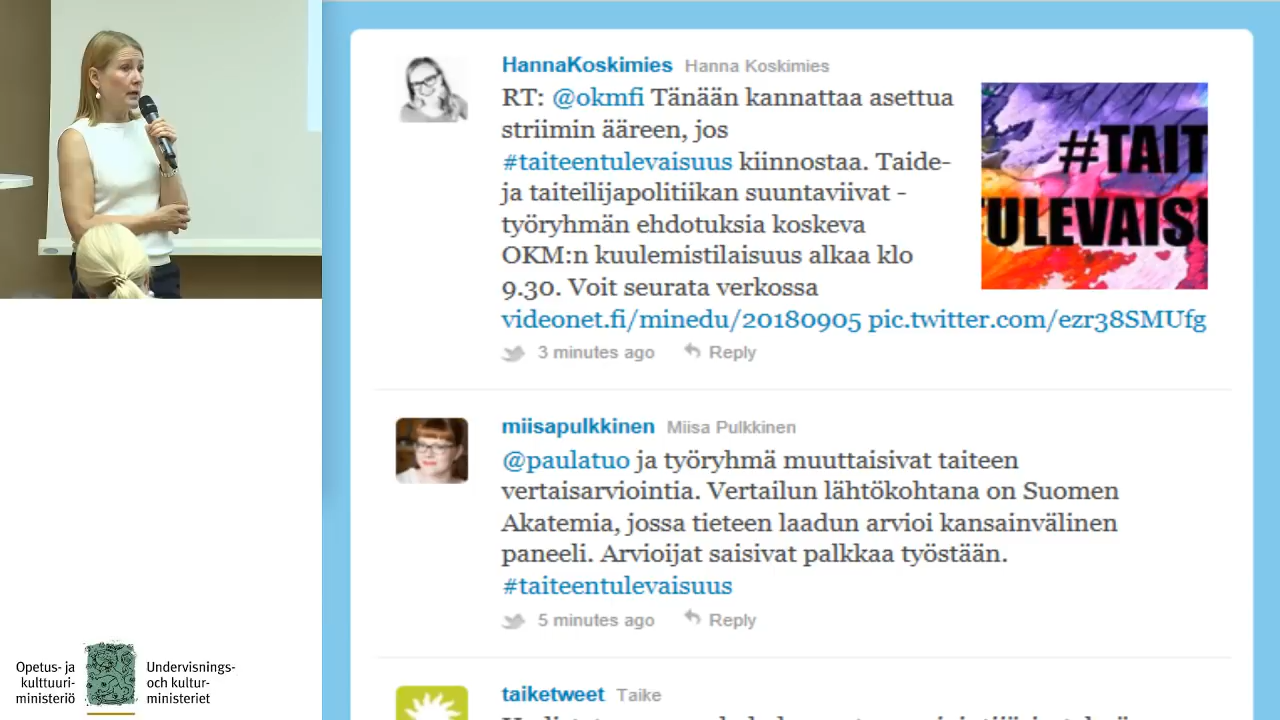 HannaKoskimies Hanna Koskimies
RT: @okmfi Tänään kannattaa asettua
striimin ääreen, jos
#taiteentulevaisuus kiinnostaa. Taide-
ja taiteilijapolitiikan suuntaviivat -
työryhmän ehdotuksia koskeva
OKM:n kuulemistilaisuus alkaa klo
9.30. Voit seurata verkossa
videonet.fi/minedu/20180905 pic.twitter.com/ezr38SMUfg
3 minutes ago Reply
#TAIT
ULEVAIS
miisapulkkinen Miisa Pulkkinen
@paulatuo ja työryhmä muuttaisivat taiteen
vertaisarviointia. Vertailun lähtökohtana on Suomen
Akatemia, jossa tieteen laadun arvioi kansainvälinen
paneeli. Arvioijat saisivat palkkaa työstään.
#taiteentulevaisuus
5 minutes ago Reply
taiketweet Taike
Opetus- ja
kulttuuri-
ministeriö
Undervisnings-
och kultur-
ministeriet